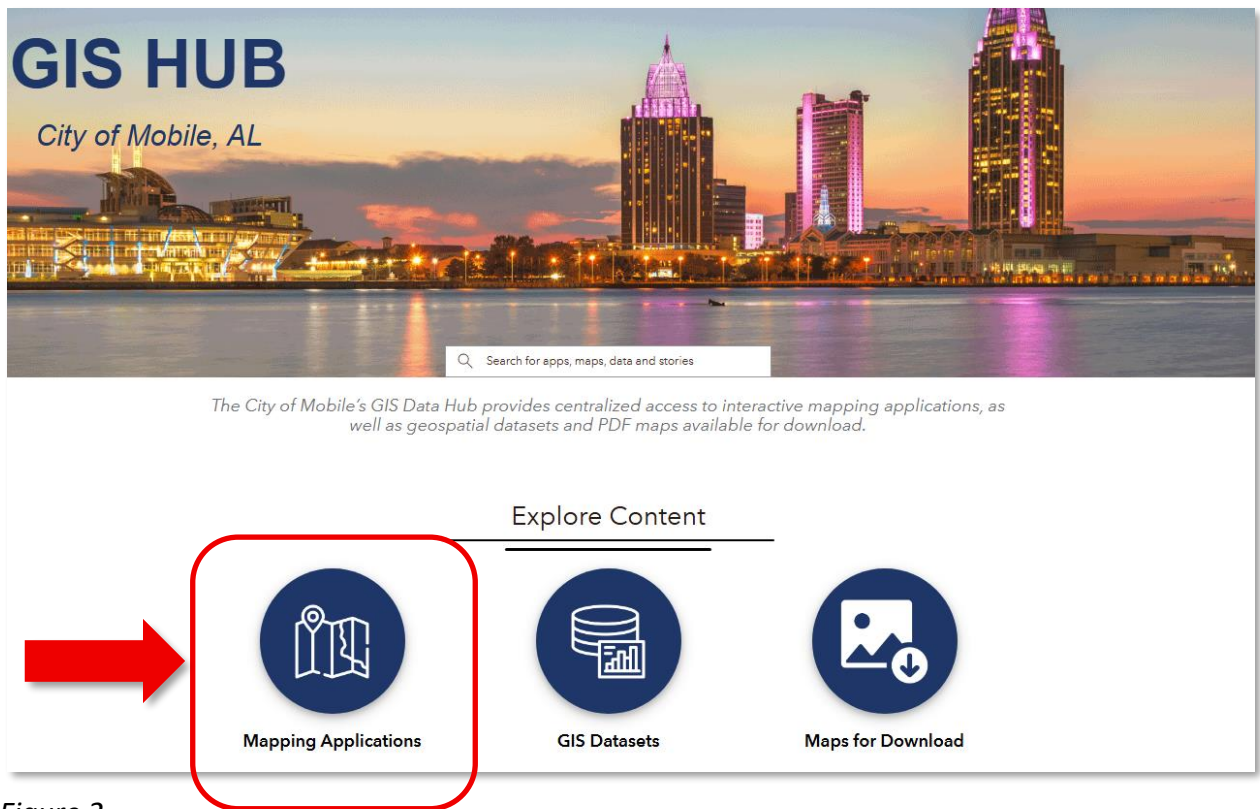 GIS HUB
City of Mobile, AL
Search for apps, maps, data and stories
The City of Mobile's GIS Data Hub provides centralized access to interactive mapping applications, as
well as geospatial datasets and PDF maps available for download.
Explore Content
Mapping Applications
GIS Datasets
Maps for Download